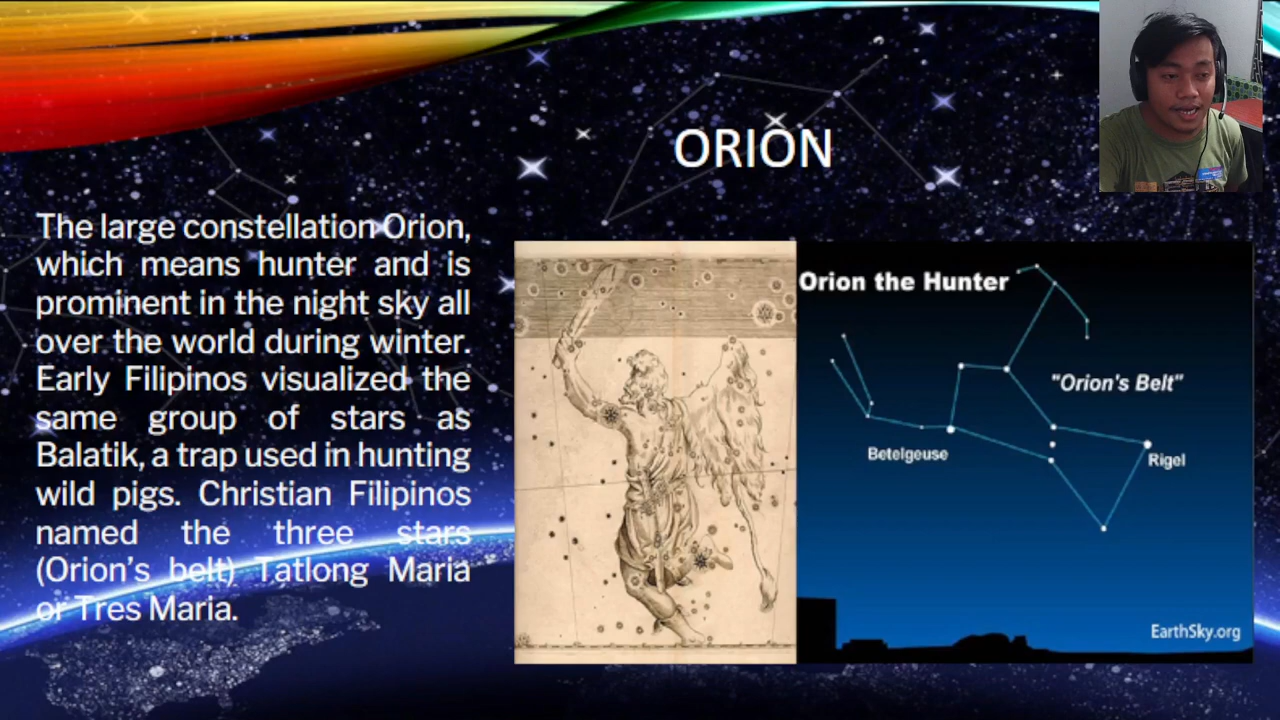 ORION
The large constellation Orion,
which means hunter and is
prominent in the night sky all
over the world during winter.
Early Filipinos visualized the
same group of stars as
Balatik, a trap used in hunting
wild pigs. Christian Filipinos
named the three stars
(Orion’s belt) Tatlong Maria
or Tres Maria.
Orion the Hunter
"Orion's Belt"
Betelgeuse
Rigel
EarthSky.org